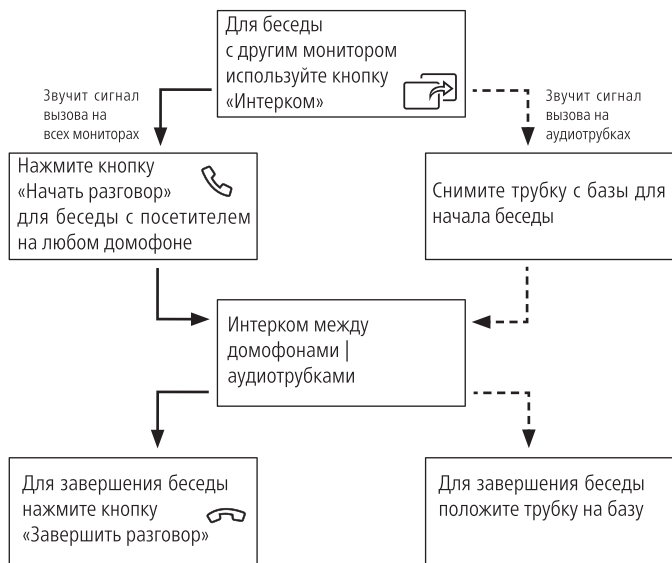 Для беседы
с другим монитором
используйте кнопку
«Интерком»
Звучит сигнал
вызова на
всех мониторах
Звучит сигнал
вызова на
аудиотрубках
Нажмите кнопку
«Начать разговор»
для беседы с посетителем
на любом домофоне
Снимите трубку с базы для
начала беседы
Интерком между
домофонами |
аудиотрубками
Для завершения беседы
нажмите кнопку
«Завершить разговор»
Для завершения беседы
положите трубку на базу